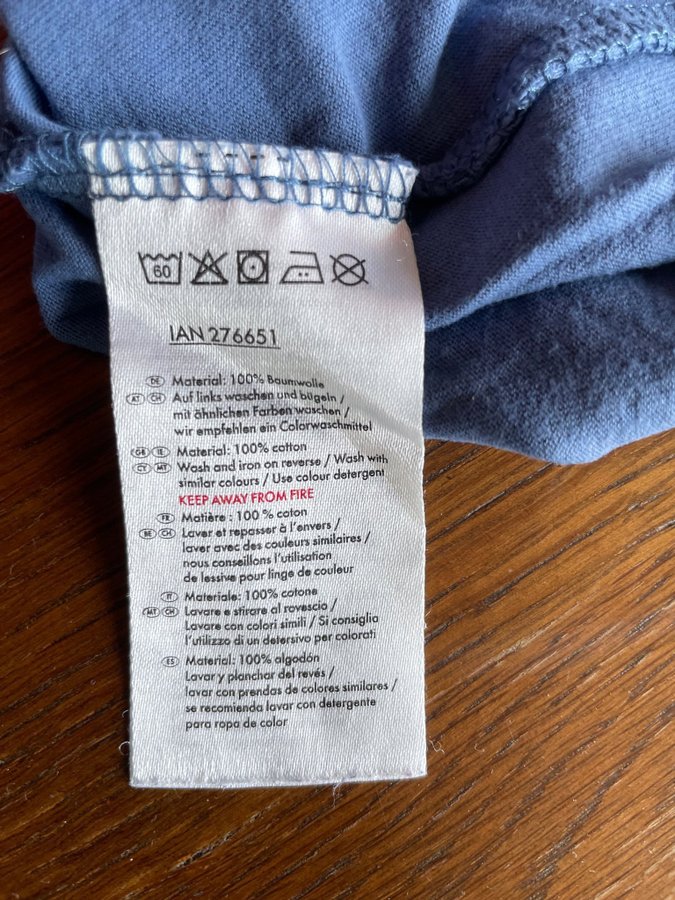 60
IAN 276651
DE Material: 100% Baumwolle
AT CH Auf links waschen und bügeln /
mit ähnlichen Farben waschen /
wir empfehlen ein Colorwaschmittel
GB IE Material: 100% cotton
CY MT Wash and iron on reverse / Wash with
similar colours / Use colour detergent
KEEP AWAY FROM FIRE
FR Matière : 100 % coton
BE CH Laver et repasser à l'envers /
laver avec des couleurs similaires /
nous conseillons l'utilisation
de lessive pour linge de couleur
IT Materiale: 100% cotone
MT CH Lavare e stirare al rovescio /
Lavare con colori simili / Si consiglia
l'utilizzo di un detersivo per colorati
ES Material: 100% algodón
Lavar y planchar del revés /
lavar con prendas de colores similares /
se recomienda lavar con detergente
para ropa de color